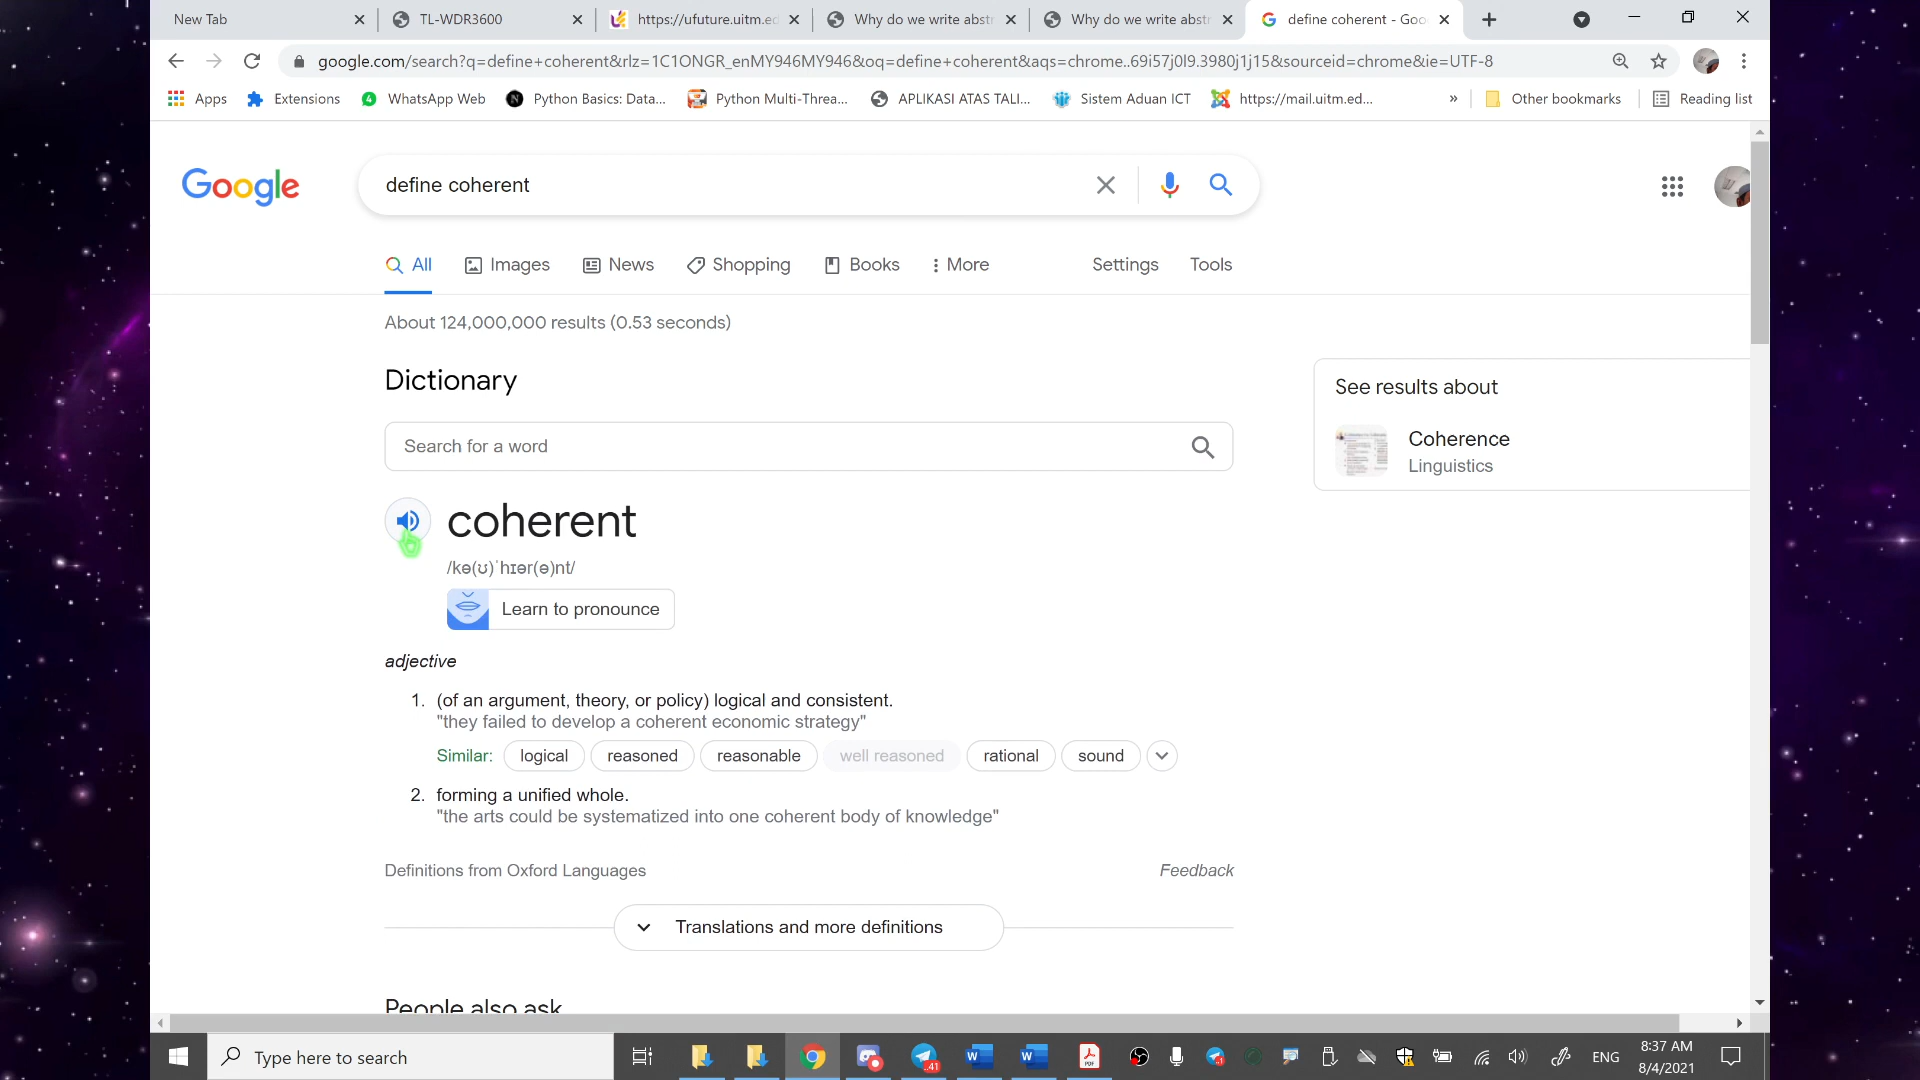 New Tab
TL-WDR3600
https://ufuture.uitm.ed
Why do we write abstr
Why do we write abstr
define coherent - Goo
google.com/search?q=define+coherent&rlz=1C1ONGR_enMY946MY946&oq=define+coherent&aqs=chrome..69i57j0l9.3980j1j15&sourceid=chrome&ie=UTF-8
Apps
Extensions
WhatsApp Web
Python Basics: Data...
Python Multi-Threa...
APLIKASI ATAS TALI...
Sistem Aduan ICT
https://mail.uitm.ed...
»
Other bookmarks
Reading list
Google
define coherent
All
Images
News
Shopping
Books
More
Settings
Tools
About 124,000,000 results (0.53 seconds)
Dictionary
Search for a word
coherent
/kə(ʊ)ˈhɪər(ə)nt/
Learn to pronounce
adjective
1. (of an argument, theory, or policy) logical and consistent.
"they failed to develop a coherent economic strategy"
Similar: logical reasoned reasonable well reasoned rational sound
2. forming a unified whole.
"the arts could be systematized into one coherent body of knowledge"
Definitions from Oxford Languages
Feedback
Translations and more definitions
People also ask
See results about
Coherence
Linguistics
Type here to search
ENG
8:37 AM
8/4/2021